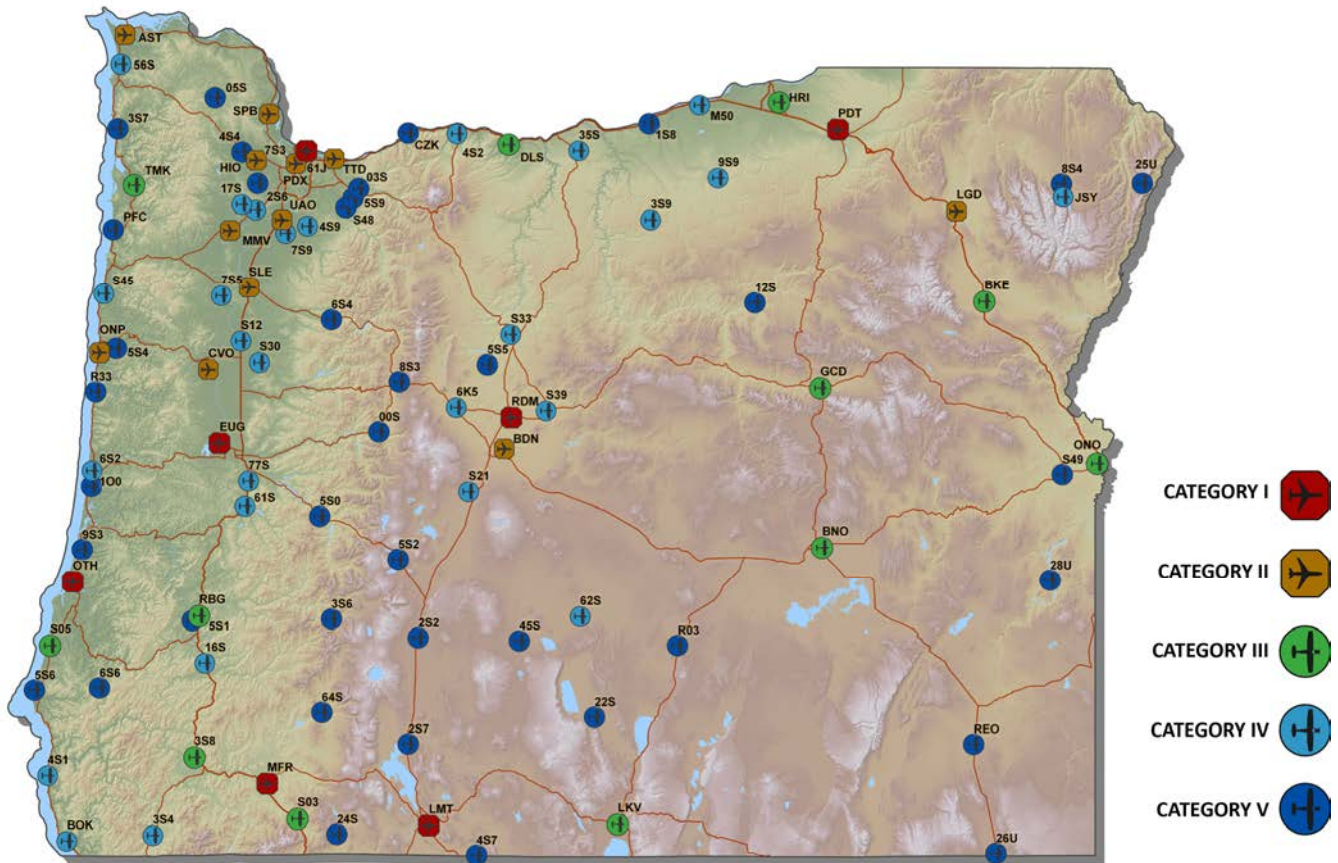 AST
56S
05S
SPB
3S7
4S4
7S3
HIO
PDX
61J
TTD
TMK
17S
2S6
UAO
03S
5S9
S48
PFC
MMV
4S9
7S9
CZK
4S2
DLS
35S
1S8
M50
HRI
PDT
9S9
3S9
LGD
8S4
JSY
25U
S45
7S5
SLE
6S4
12S
BKE
ONP
5S4
S12
S30
CVO
S33
5S5
R33
8S3
6K5
RDM
S39
GCD
EUG
00S
BDN
ONO
S49
6S2
1O0
77S
61S
S21
5S0
9S3
5S2
BNO
OTH
28U
RBG
5S1
3S6
62S
S05
16S
2S2
45S
R03
5S6
6S6
64S
22S
3S8
2S7
REO
4S1
MFR
S03
24S
LMT
LKV
BOK
3S4
4S7
26U
CATEGORY I
CATEGORY II
CATEGORY III
CATEGORY IV
CATEGORY V